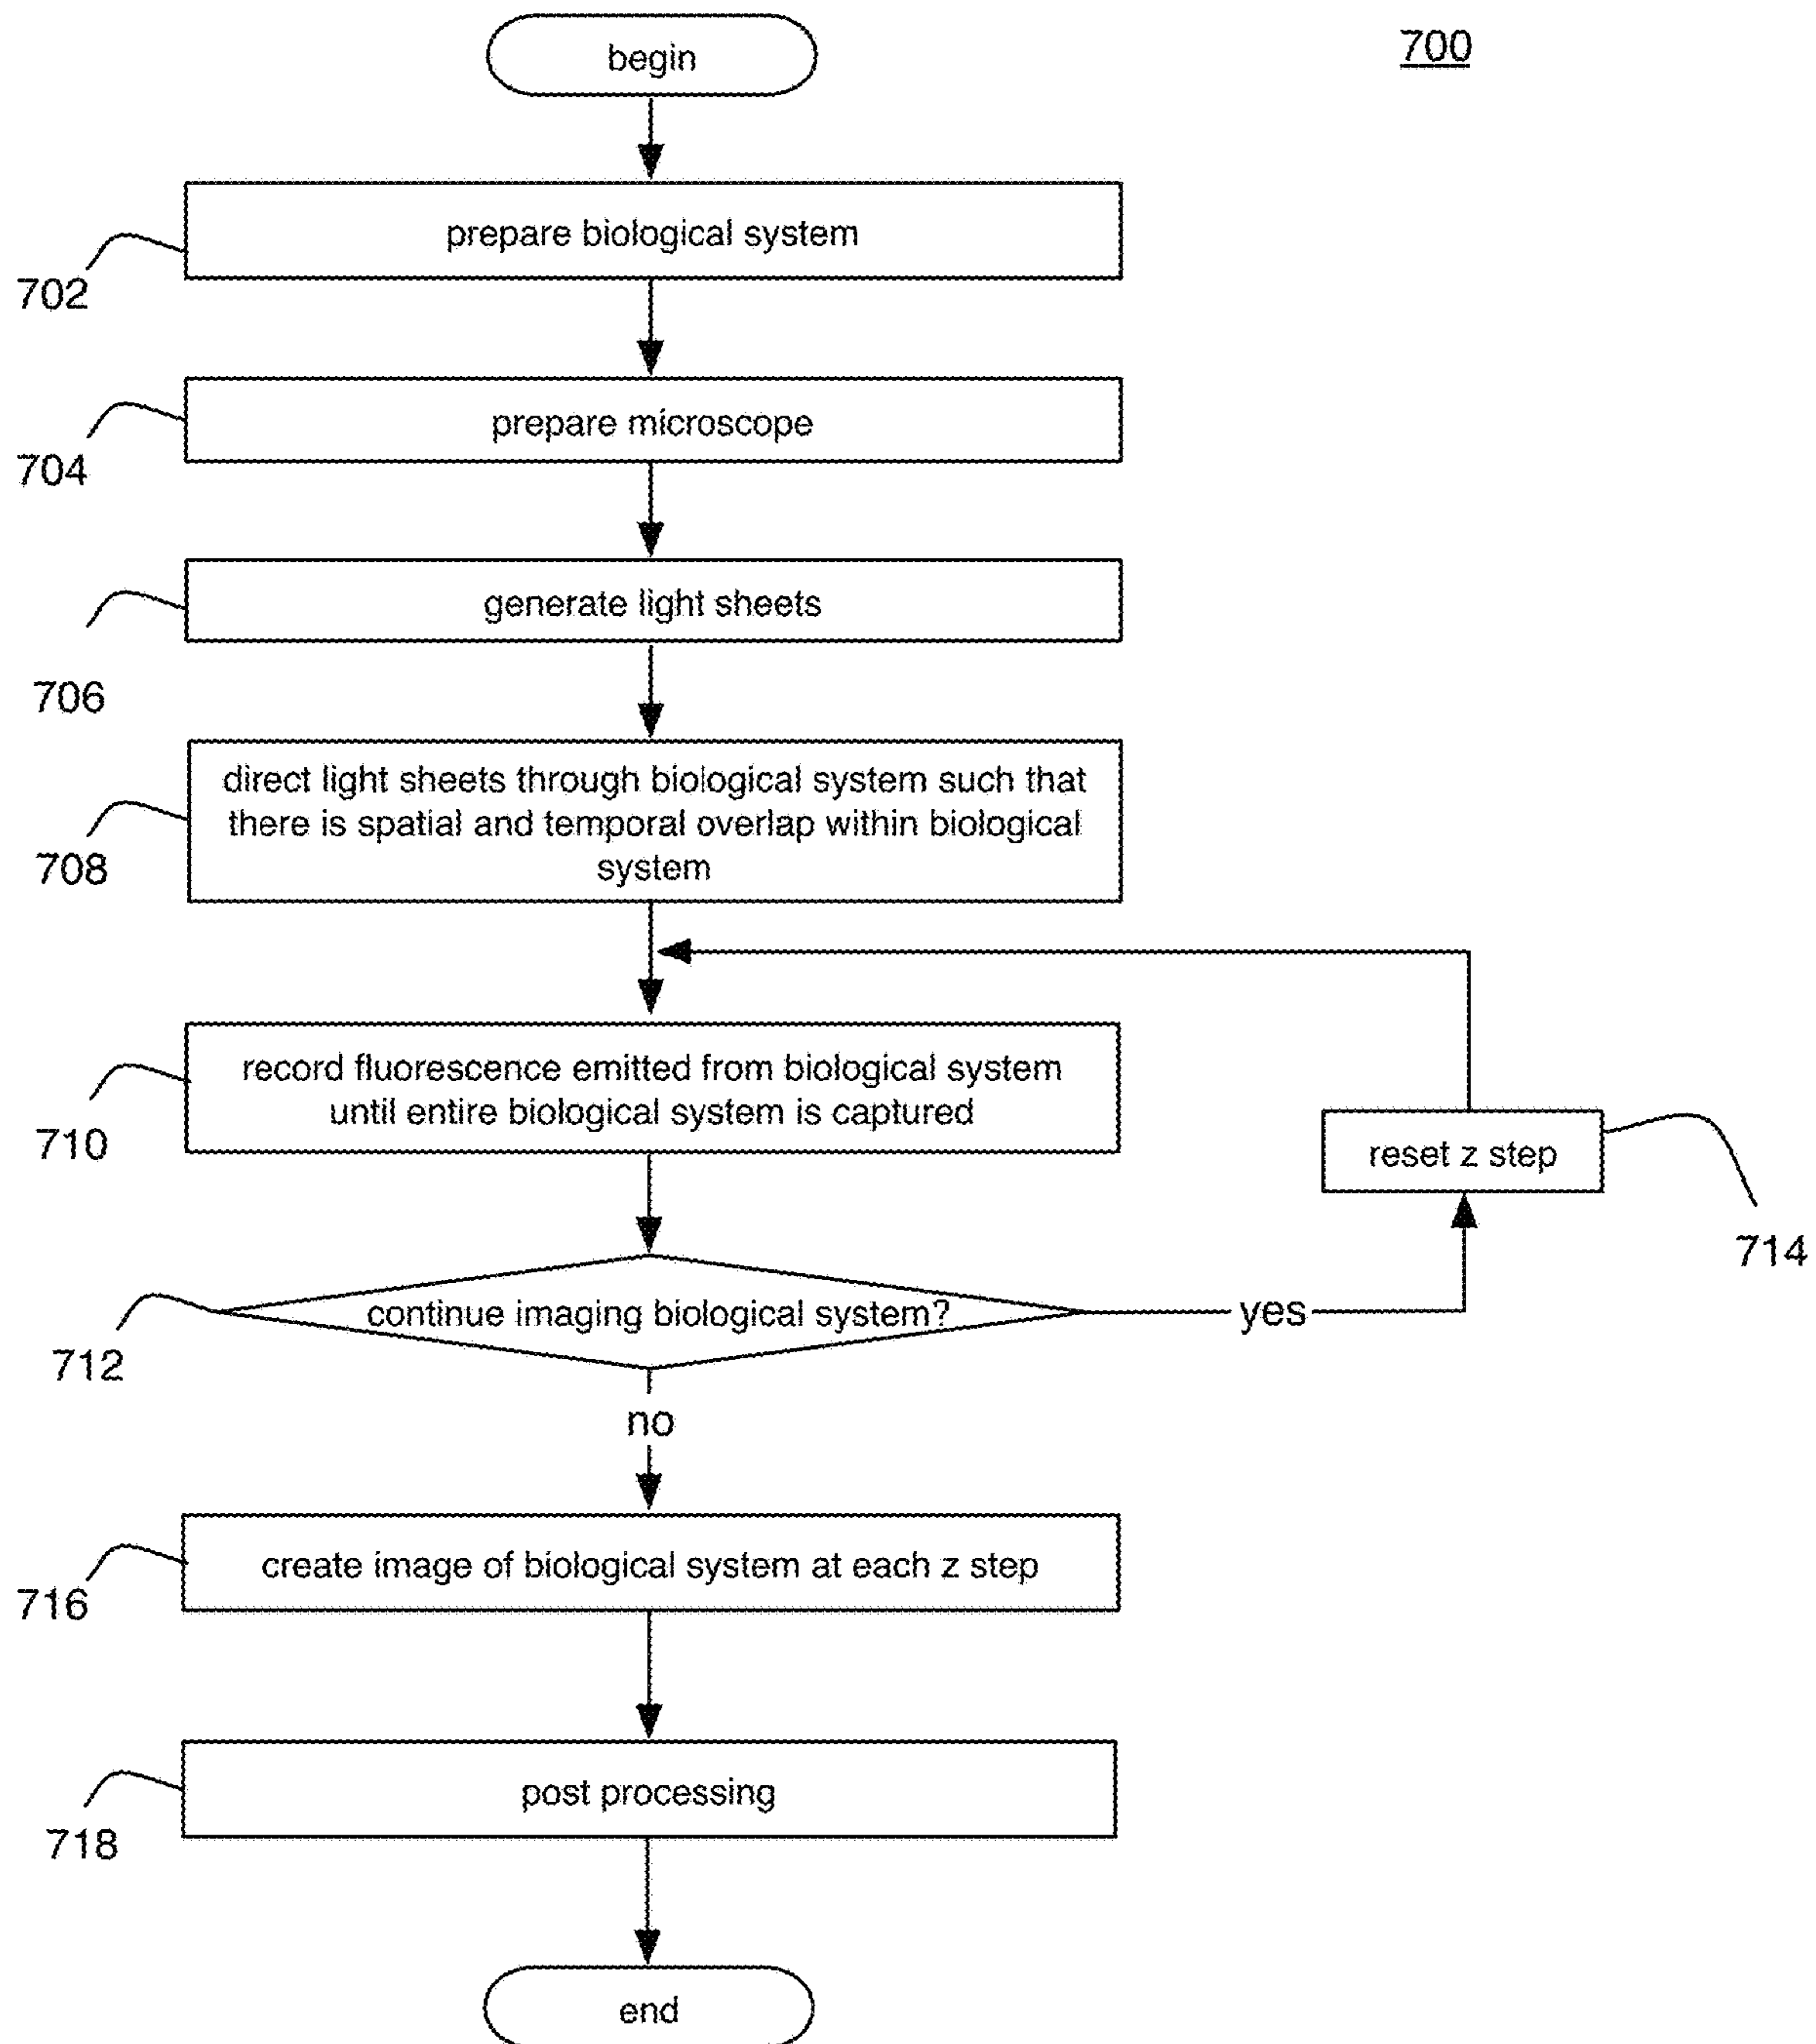 begin
700
prepare biological system
702
prepare microscope
704
generate light sheets
706
direct light sheets through biological system such that
there is spatial and temporal overlap within biological
system
708
record fluorescence emitted from biological system
until entire biological system is captured
710
reset z step
714
continue imaging biological system?
yes
712
no
create image of biological system at each z step
716
post processing
718
end